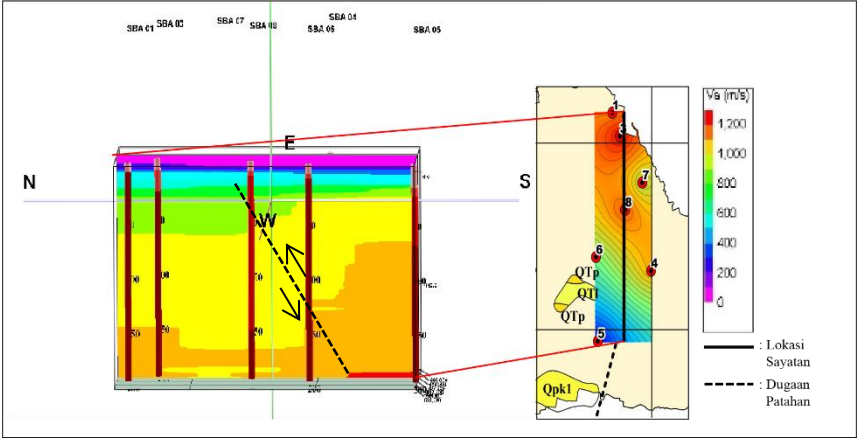 SBA 01
SBA 03
SBA 07
SBA 08
SBA 06
SBA 04
SBA 05
E
N
S
W
1
3
7
8
6
4
5
QTp
QTl
QTp
Qpk1
Vs (m/s)
1,200
1,000
800
600
400
200
0
: Lokasi
Sayatan
: Dugaan
Patahan